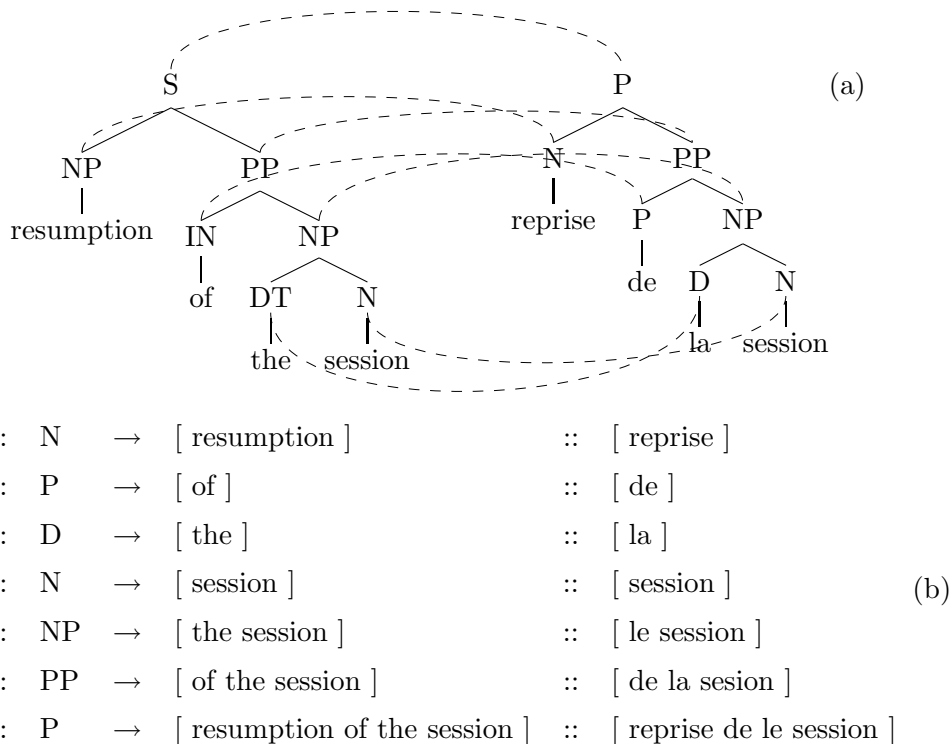 S P (a)
NP PP N PP
resumption IN NP reprise P NP
of DT N de D N
the session la session
: N → [ resumption ] :: [ reprise ]
: P → [ of ] :: [ de ]
: D → [ the ] :: [ la ]
: N → [ session ] :: [ session ] (b)
: NP → [ the session ] :: [ le session ]
: PP → [ of the session ] :: [ de la sesion ]
: P → [ resumption of the session ] :: [ reprise de le session ]